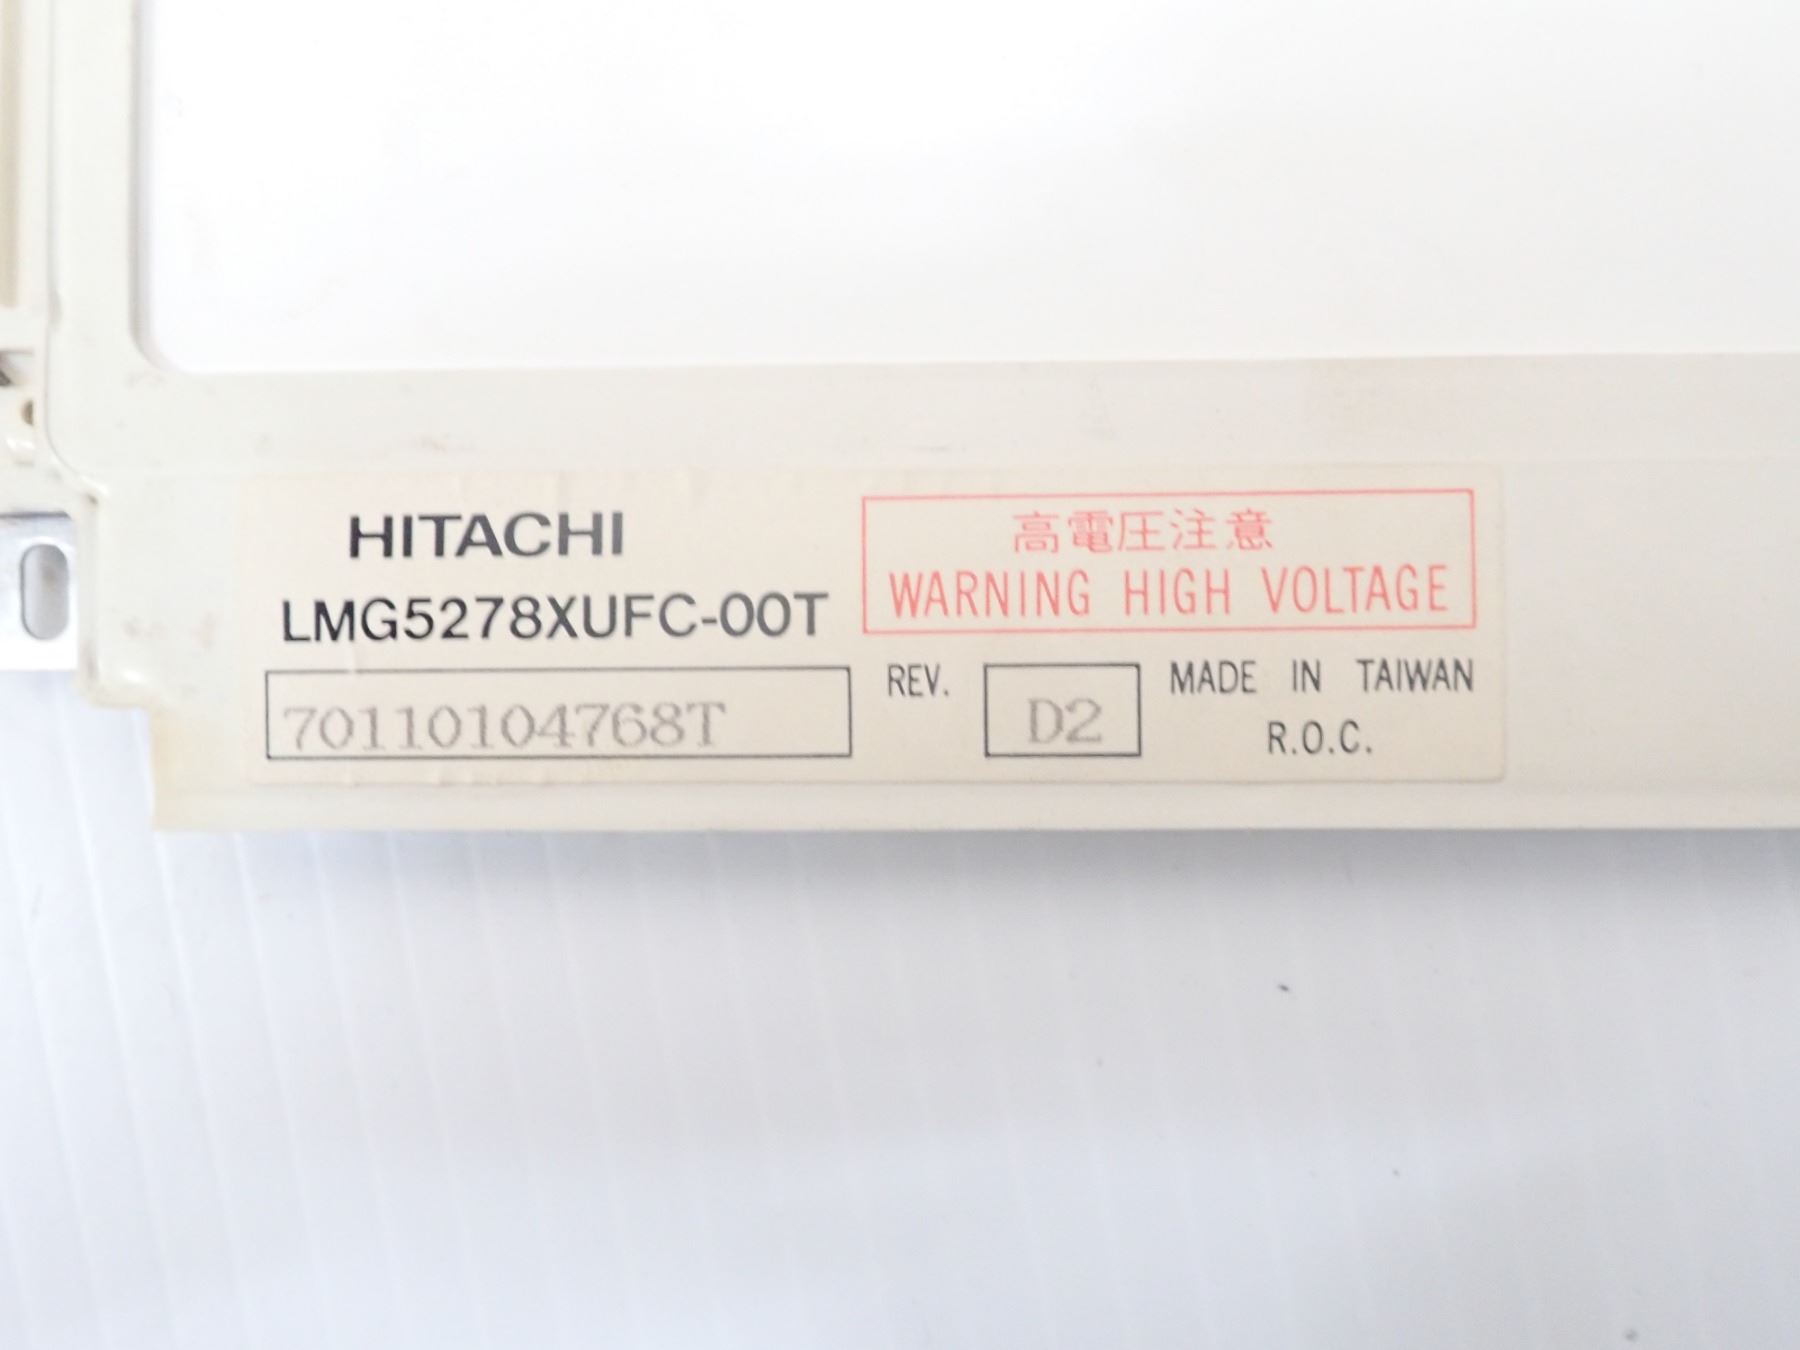 HITACHI
LMG5278XUFC-00T
高電圧注意
WARNING HIGH VOLTAGE
70110104768T
REV. D2
MADE IN TAIWAN
R.O.C.